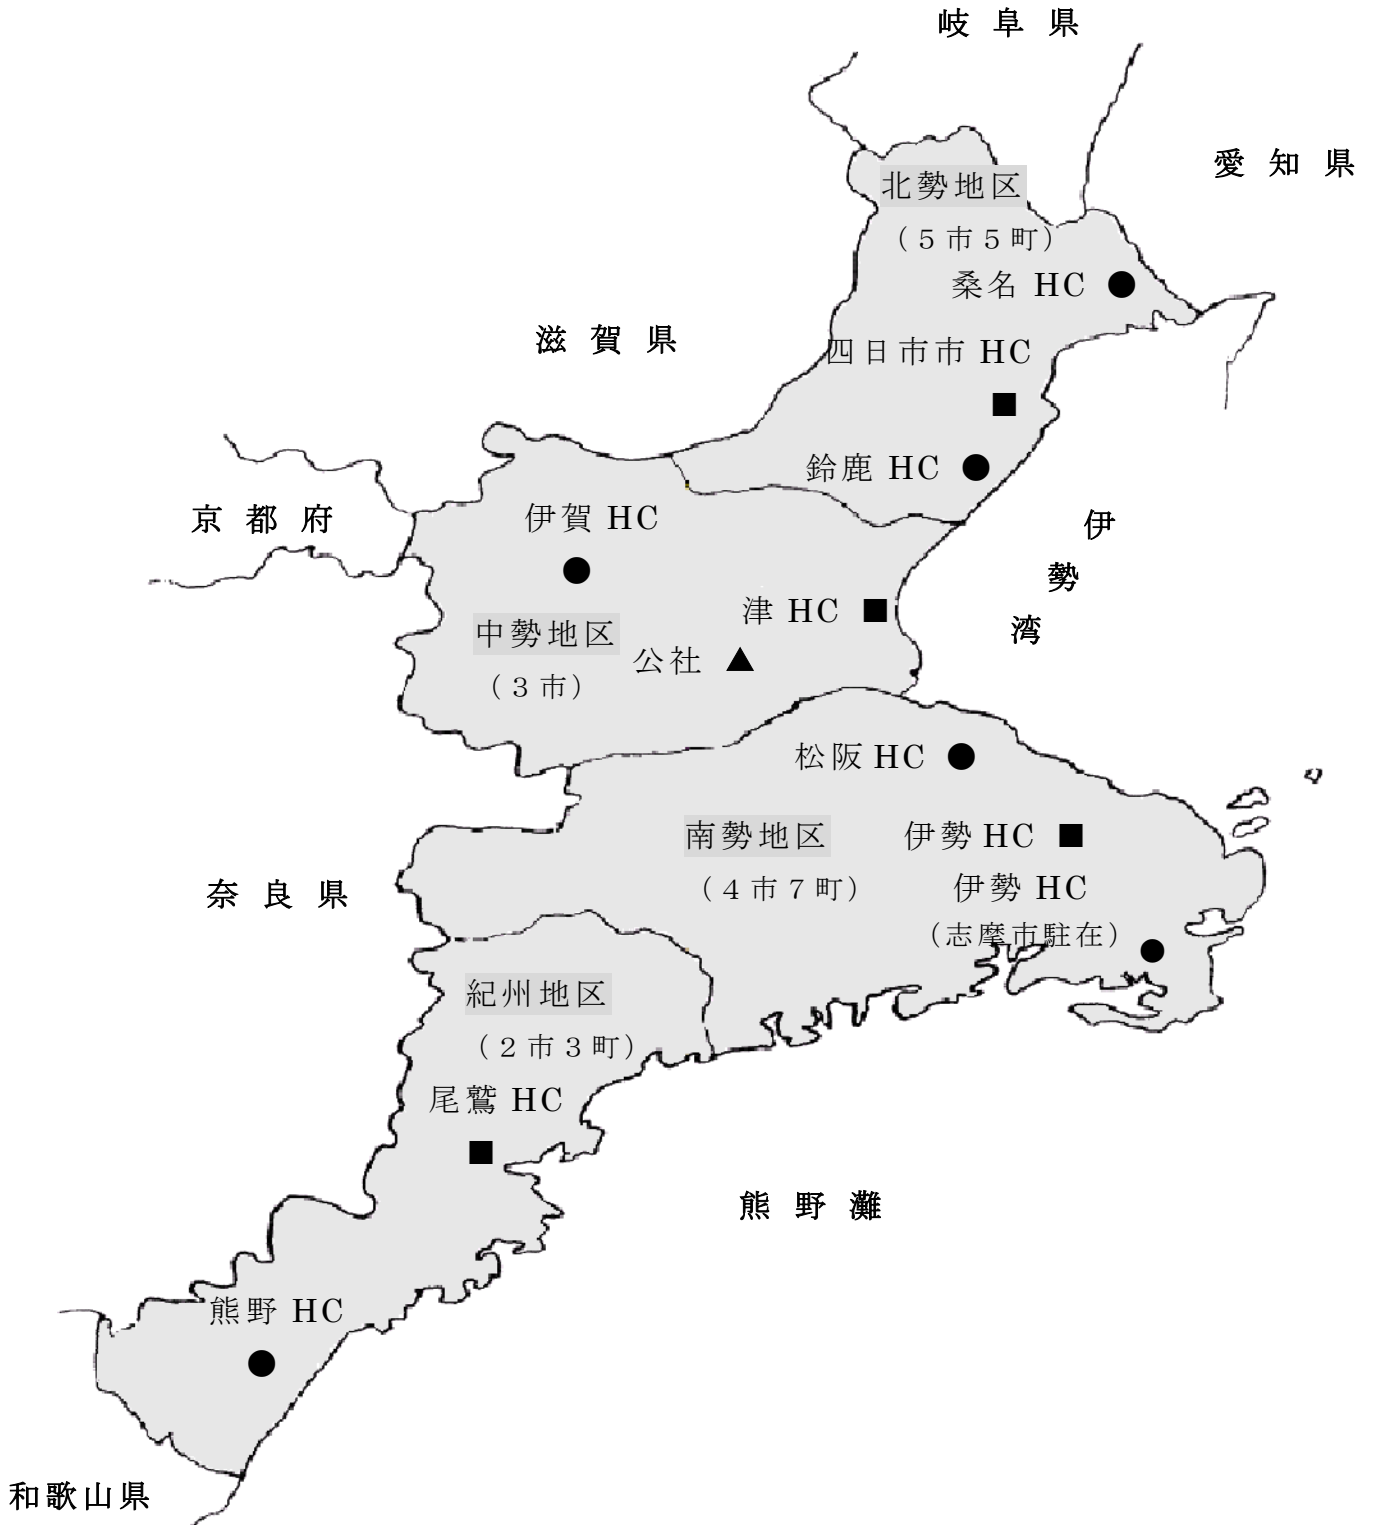 岐阜県
愛知県
北勢地区
（5市5町）
桑名 HC ●
滋賀県
四日市市 HC
■
鈴鹿 HC ●
京都府
伊賀 HC
●
伊勢湾
津 HC ■
中勢地区
公社 ▲
（3市）
松阪 HC ●
南勢地区
伊勢 HC ■
（4市7町）
伊勢 HC
（志摩市駐在）
●
奈良県
紀州地区
（2市3町）
尾鷲 HC
■
熊野灘
熊野 HC
●
和歌山県